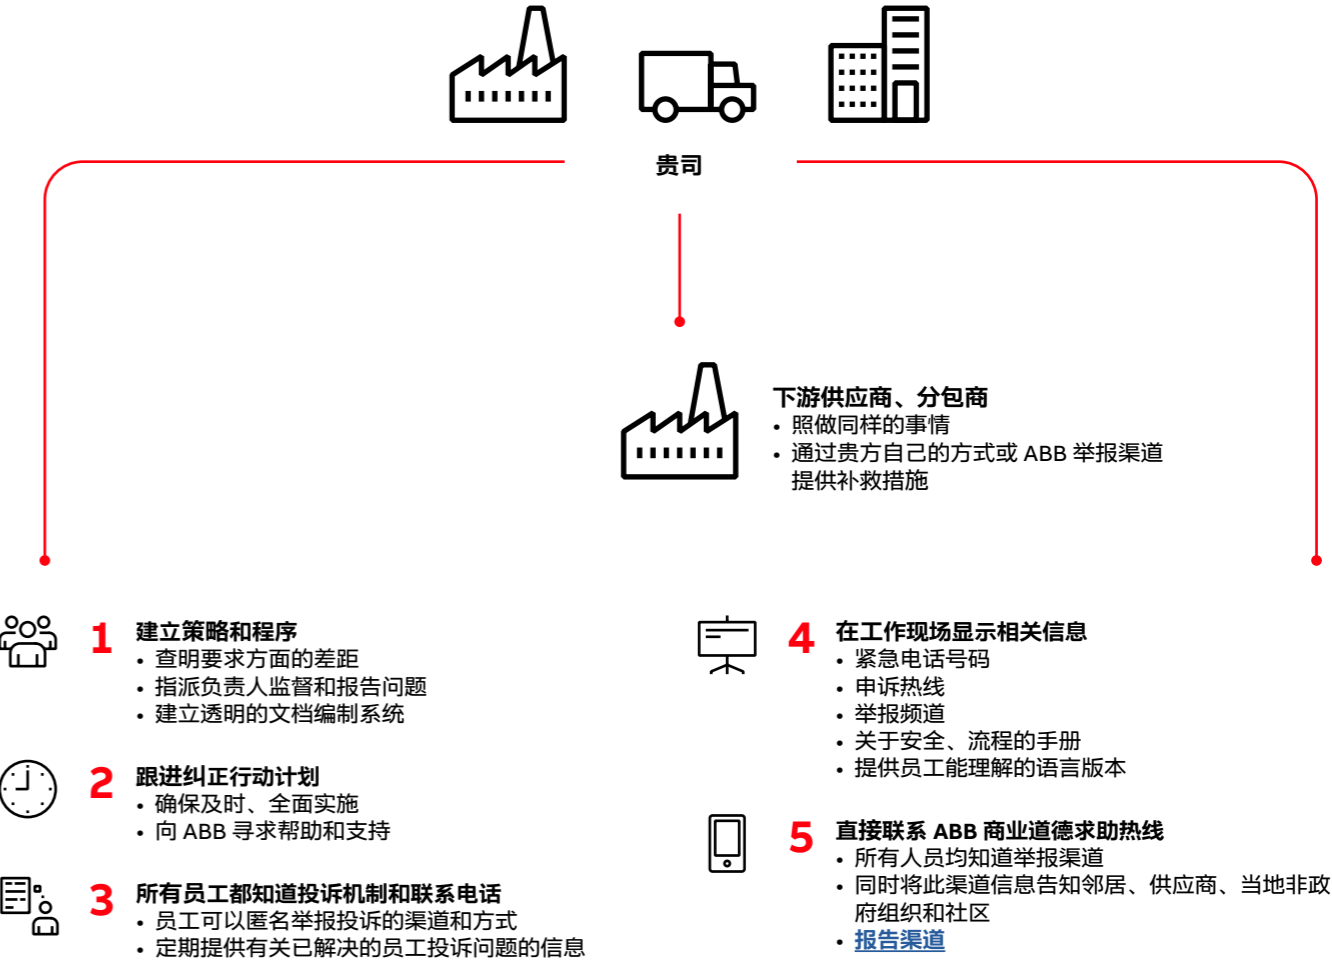 贵司
下游供应商、分包商
• 照做同样的事情
• 通过贵方自己的方式或 ABB 举报渠道
提供补救措施
1 建立策略和程序
• 查明要求方面的差距
• 指派负责人监督和报告问题
• 建立透明的文档编制系统
2 跟进纠正行动计划
• 确保及时、全面实施
• 向 ABB 寻求帮助和支持
3 所有员工都知道投诉机制和联系电话
• 员工可以匿名举报投诉的渠道和方式
• 定期提供有关已解决的员工投诉问题的信息
4 在工作现场显示相关信息
• 紧急电话号码
• 申诉热线
• 举报频道
• 关于安全、流程的手册
• 提供员工能理解的语言版本
5 直接联系 ABB 商业道德求助热线
• 所有人员均知道举报渠道
• 同时将此渠道信息告知邻居、供应商、当地非政
府组织和社区
• 报告渠道